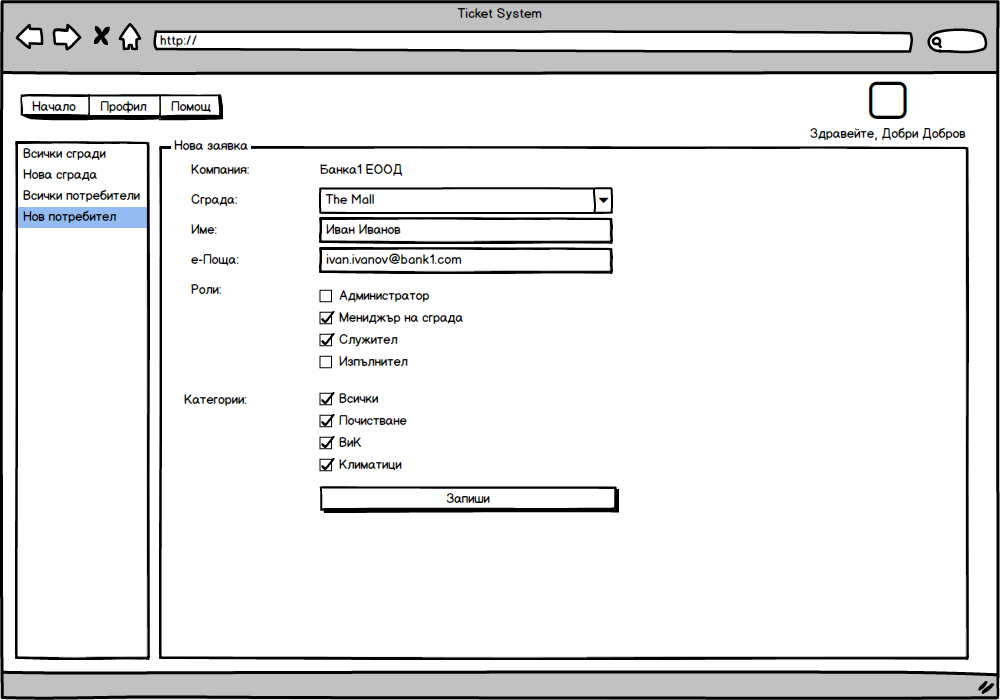 Ticket System
http://
Начало Профил Помощ
Здравейте, Добри Добров
Всички сгради
Нова сграда
Всички потребители
Нов потребител
Нова заявка
Компания: Банка1 ЕООД
Сграда: The Mall
Име: Иван Иванов
е-Поща: ivan.ivanov@bank1.com
Роли:
Администратор
Мениджър на сграда
Служител
Изпълнител
Категории: Всички
Почистване
ВиК
Климатици
Запиши